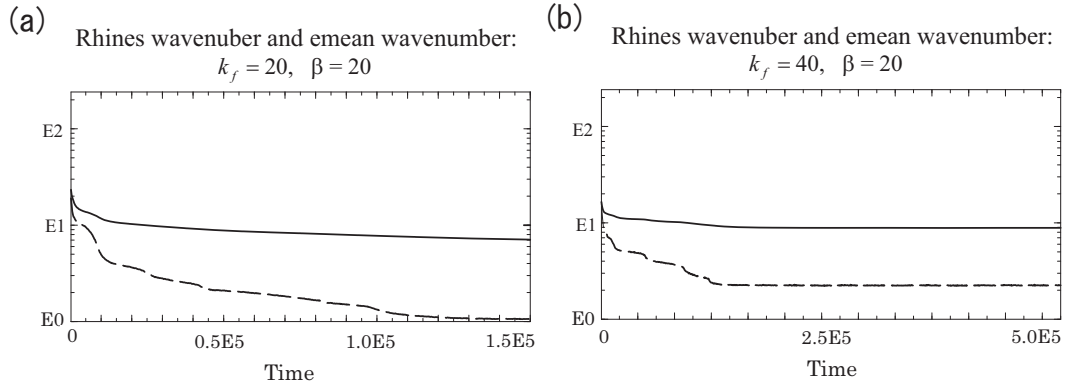 (a)
Rhines wavenuber and emean wavenumber:
k_f = 20, β = 20
E2
E1
E0
0 0.5E5 1.0E5 1.5E5
Time
(b)
Rhines wavenuber and emean wavenumber:
k_f = 40, β = 20
E2
E1
E0
0 2.5E5 5.0E5
Time